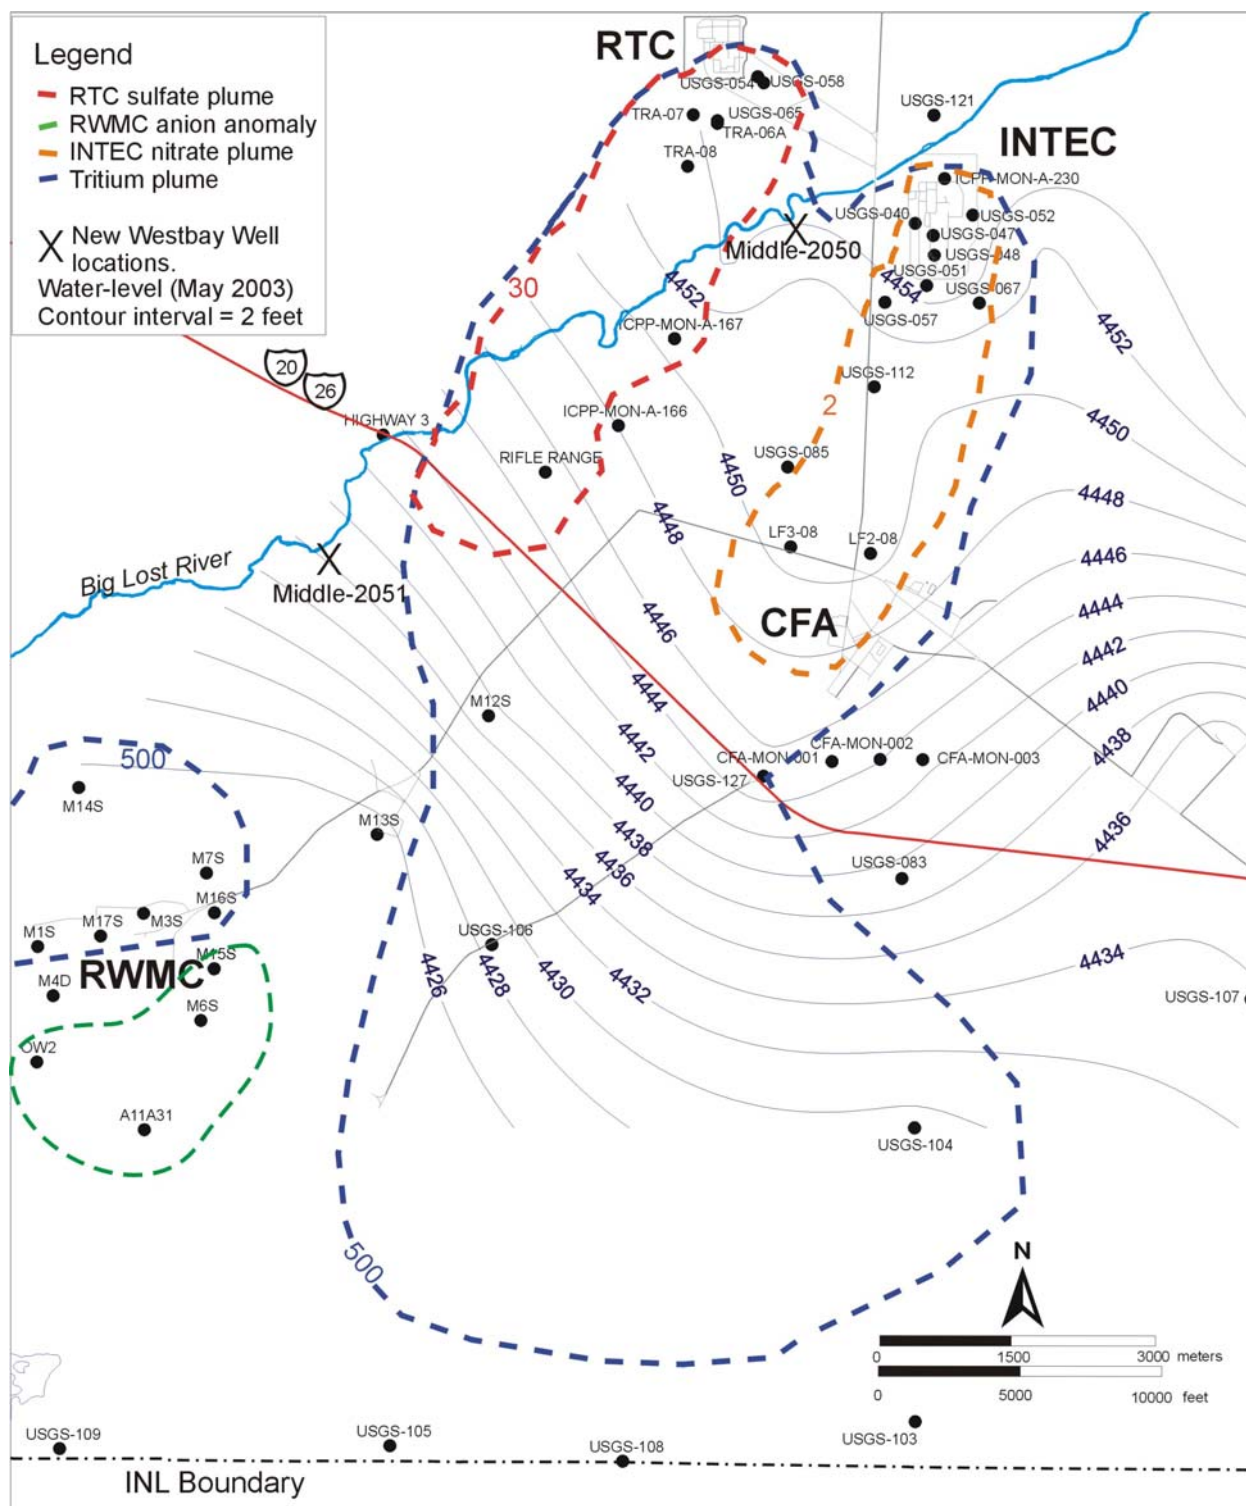 Legend
RTC sulfate plume
RWMC anion anomaly
INTEC nitrate plume
Tritium plume
New Westbay Well
locations.
Water-level (May 2003)
Contour interval = 2 feet
RTC
USGS-054
USGS-058
TRA-07
USGS-065
TRA-06A
TRA-08
USGS-121
INTEC
ICPP-MON-A-230
USGS-040
USGS-052
USGS-047
USGS-048
USGS-051
4454
USGS-067
USGS-057
Middle-2050
30
4452
4452
ICPP-MON-A-167
20
26
HIGHWAY 3
ICPP-MON-A-166
RIFLE RANGE
USGS-112
2
4450
USGS-085
4450
4448
4448
LF3-08
LF2-08
4446
Big Lost River
Middle-2051
CFA
4446
4444
4442
4444
4440
M12S
4442
4438
CFA-MON-002
CFA-MON-001
CFA-MON-003
USGS-127
500
M14S
4440
M13S
4438
4436
USGS-083
4436
4434
M7S
M16S
M3S
M17S
M1S
USGS-106
M15S
RWMC
M4D
M6S
4426
4428
4430
4432
4434
USGS-107
OW2
A11A31
USGS-104
500
N
0 1500 3000 meters
0 5000 10000 feet
USGS-109
USGS-105
USGS-108
USGS-103
INL Boundary